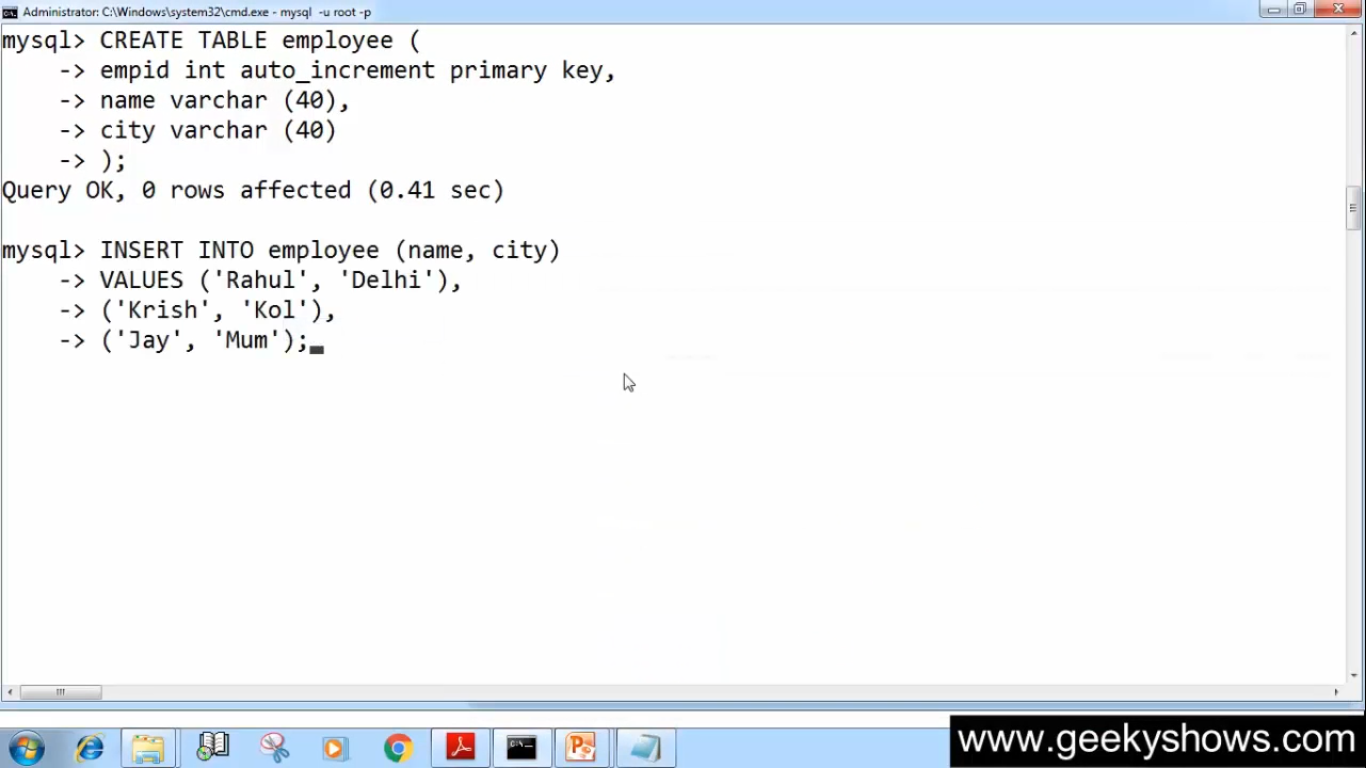 Administrator: C:\Windows\system32\cmd.exe - mysql -u root -p
mysql> CREATE TABLE employee (
    -> empid int auto_increment primary key,
    -> name varchar (40),
    -> city varchar (40)
    -> );
Query OK, 0 rows affected (0.41 sec)
mysql> INSERT INTO employee (name, city)
    -> VALUES ('Rahul', 'Delhi'),
    -> ('Krish', 'Kol'),
    -> ('Jay', 'Mum');
www.geekyshows.com